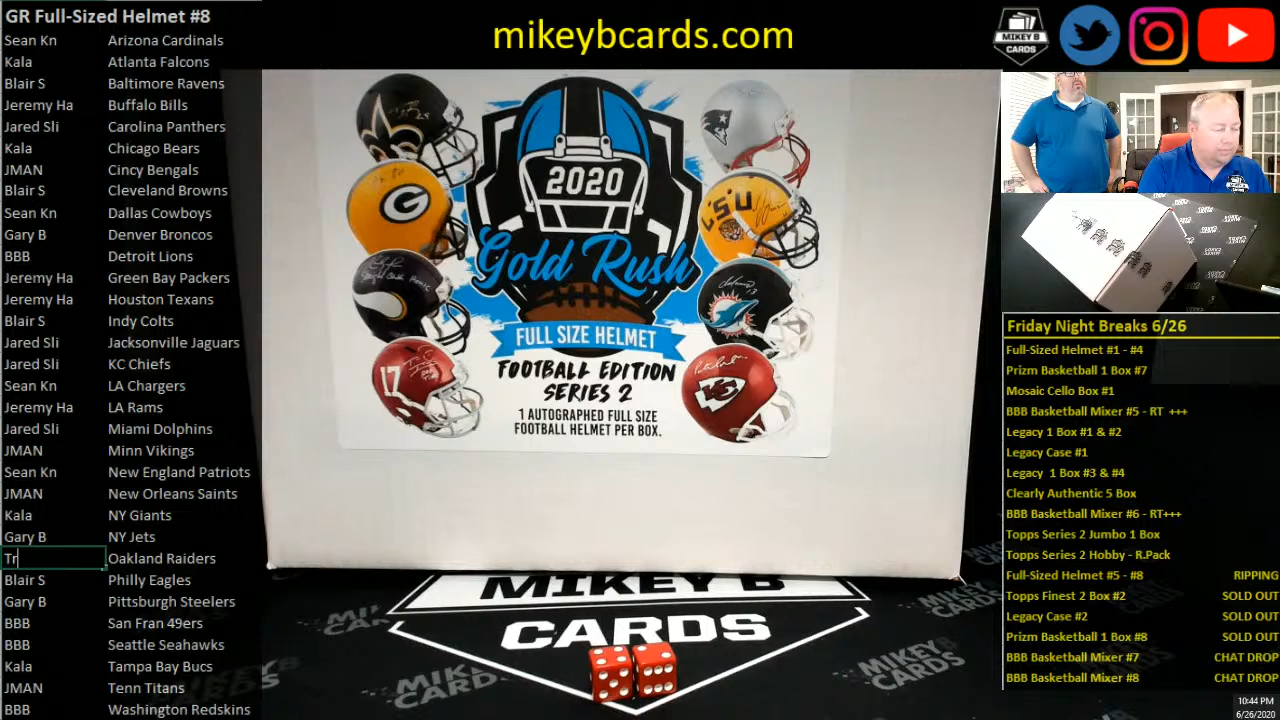 GR Full-Sized Helmet #8
Sean Kn Arizona Cardinals
Kala Atlanta Falcons
Blair S Baltimore Ravens
Jeremy Ha Buffalo Bills
Jared Sli Carolina Panthers
Kala Chicago Bears
JMAN Cincy Bengals
Blair S Cleveland Browns
Sean Kn Dallas Cowboys
Gary B Denver Broncos
BBB Detroit Lions
Jeremy Ha Green Bay Packers
Jeremy Ha Houston Texans
Blair S Indy Colts
Jared Sli Jacksonville Jaguars
Jared Sli KC Chiefs
Sean Kn LA Chargers
Jeremy Ha LA Rams
Jared Sli Miami Dolphins
JMAN Minn Vikings
Sean Kn New England Patriots
JMAN New Orleans Saints
Kala NY Giants
Gary B NY Jets
Tr Oakland Raiders
Blair S Philly Eagles
Gary B Pittsburgh Steelers
BBB San Fran 49ers
BBB Seattle Seahawks
Kala Tampa Bay Bucs
JMAN Tenn Titans
BBB Washington Redskins
mikeybcards.com
MIKEY B
CARDS
2020
G
LSU
17
Gold Rush
FULL SIZE HELMET
FOOTBALL EDITION
SERIES 2
1 AUTOGRAPHED FULL SIZE
FOOTBALL HELMET PER BOX.
KC
MIKEY B
CARDS
Friday Night Breaks 6/26
Full-Sized Helmet #1 - #4
Prizm Basketball 1 Box #7
Mosaic Cello Box #1
BBB Basketball Mixer #5 - RT +++
Legacy 1 Box #1 & #2
Legacy Case #1
Legacy 1 Box #3 & #4
Clearly Authentic 5 Box
BBB Basketball Mixer #6 - RT+++
Topps Series 2 Jumbo 1 Box
Topps Series 2 Hobby - R.Pack
Full-Sized Helmet #5 - #8 RIPPING
Topps Finest 2 Box #2 SOLD OUT
Legacy Case #2 SOLD OUT
Prizm Basketball 1 Box #8 SOLD OUT
BBB Basketball Mixer #7 CHAT DROP
BBB Basketball Mixer #8 CHAT DROP
10:44 PM
6/26/2020